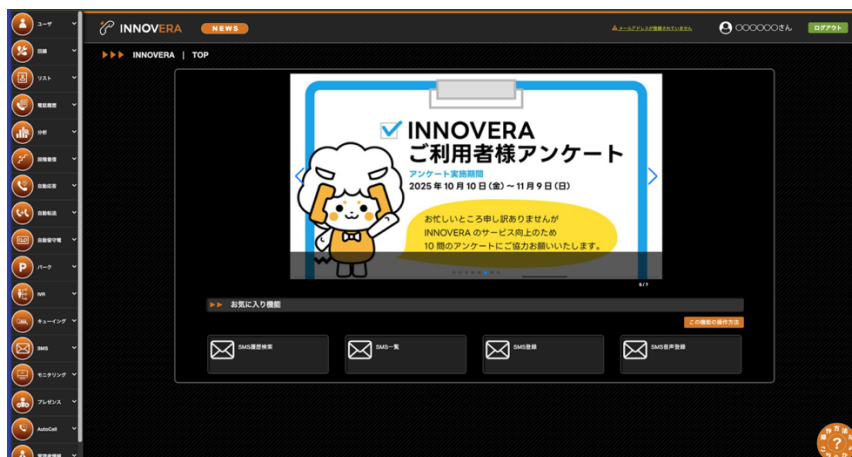 ユーザ
回線
リスト
電話履歴
分析
段階着信
自動応答
自動転送
自動留守電
パーク
IVR
キューイング
SMS
モニタリング
プレゼンス
AutoCall
INNOVERA
NEWS
メールアドレスが登録されていません
〇〇〇〇〇〇さん
ログアウト
INNOVERA | TOP
INNOVERA
ご利用者様アンケート
アンケート実施期間
2025年10月10日(金)～11月9日(日)
お忙しいところ申し訳ありませんが
INNOVERA のサービス向上のため
10 問のアンケートにご協力お願いいたします。
お気に入り機能
この機能の操作方法
SMS履歴検索
SMS一覧
SMS登録
SMS音声登録